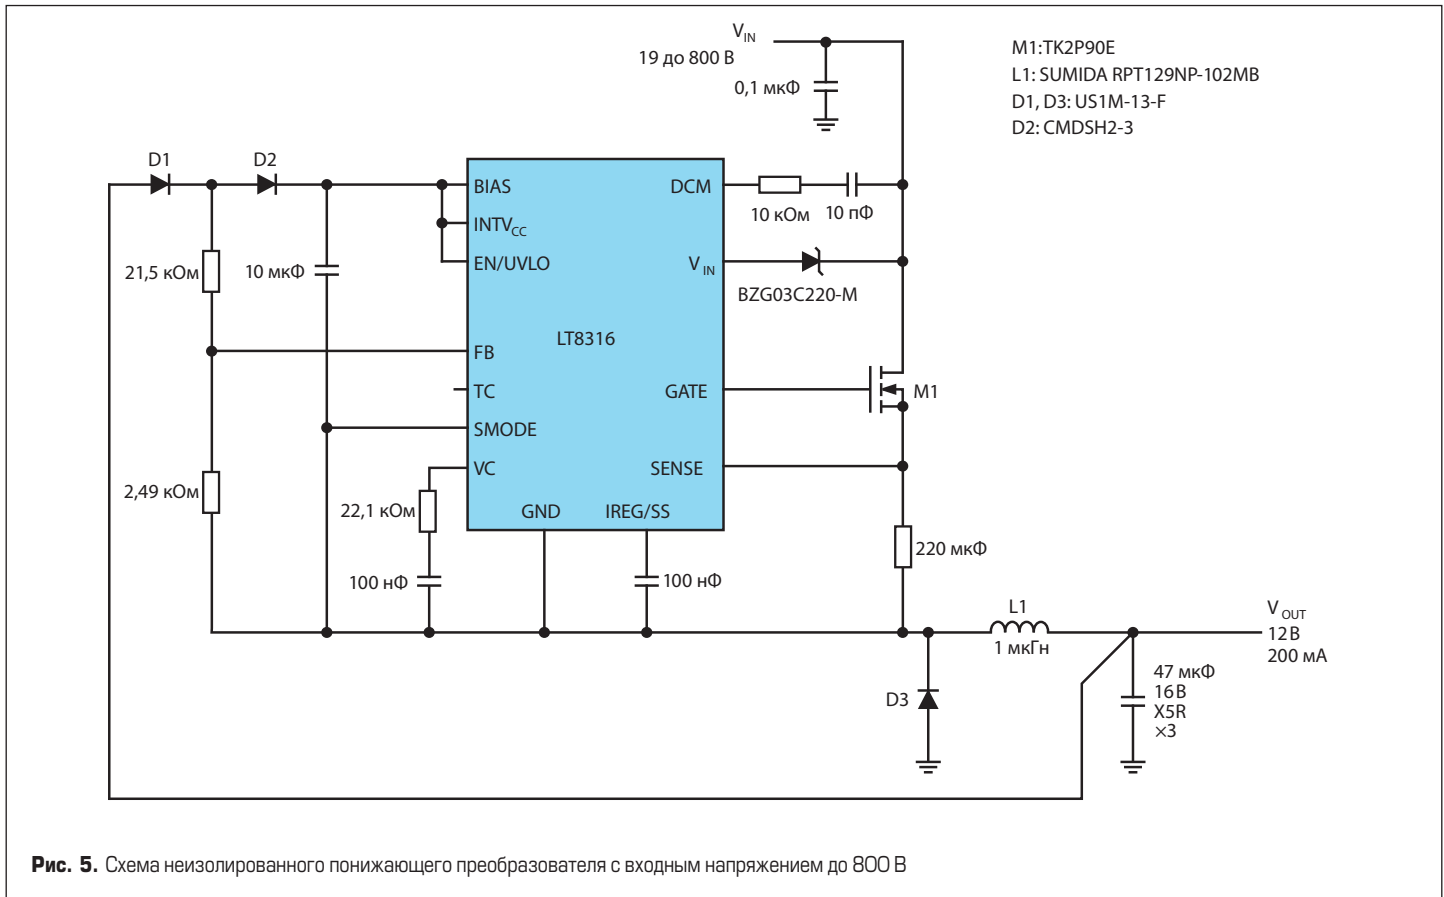 V IN
19 до 800 В
0,1 мкФ
M1:TK2P90E
L1: SUMIDA RPT129NP-102MB
D1, D3: US1M-13-F
D2: CMDSH2-3
D1
D2
BIAS
DCM
10 кОм
10 пФ
INTVCC
21,5 кОм
10 мкФ
EN/UVLO
V IN
BZG03C220-M
LT8316
FB
TC
GATE
M1
SMODE
VC
SENSE
2,49 кОм
22,1 кОм
GND
IREG/SS
220 мкФ
100 нФ
100 нФ
L1
1 мкГн
V OUT
12 В
200 мА
D3
47 мкФ
16 В
X5R
×3
Рис. 5. Схема неизолированного понижающего преобразователя с входным напряжением до 800 В